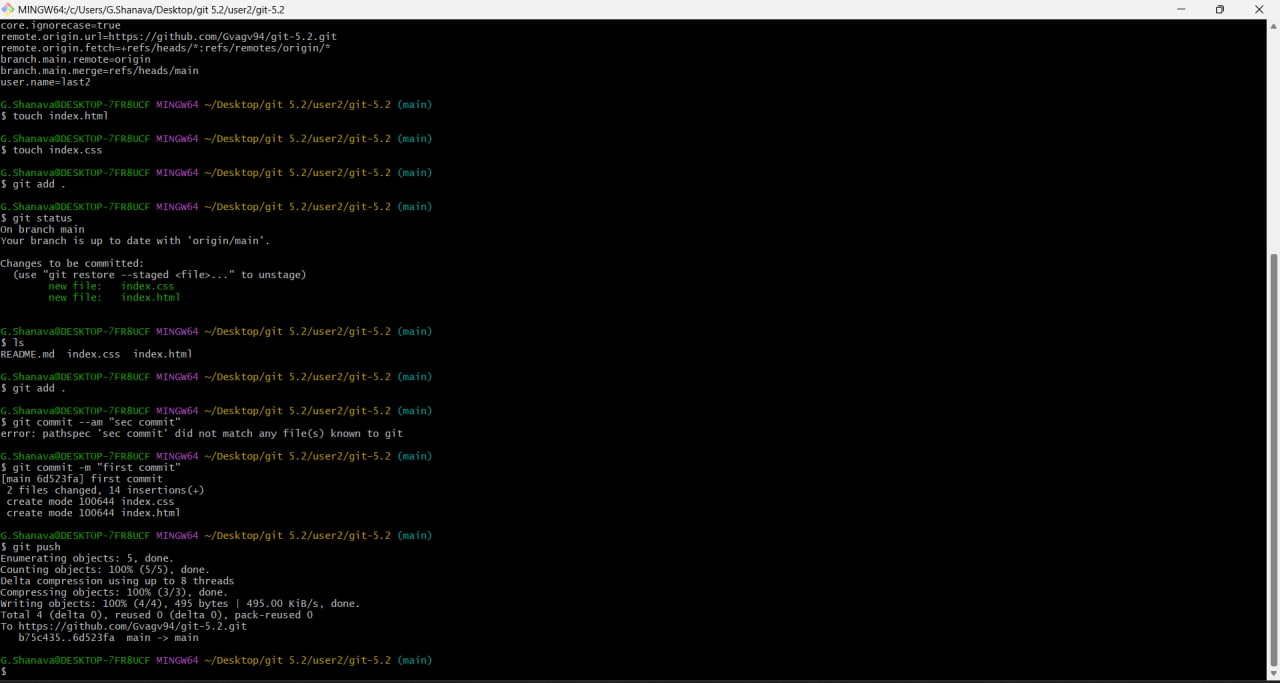 MINGW64:/c/Users/G.Shanava/Desktop/git 5.2/user2/git-5.2
core.ignorecase=true
remote.origin.url=https://github.com/Gvagv94/git-5.2.git
remote.origin.fetch=+refs/heads/*:refs/remotes/origin/*
branch.main.remote=origin
branch.main.merge=refs/heads/main
user.name=last2
G.Shanava@DESKTOP-7FR8UCF MINGW64 ~/Desktop/git 5.2/user2/git-5.2 (main)
$ touch index.html
G.Shanava@DESKTOP-7FR8UCF MINGW64 ~/Desktop/git 5.2/user2/git-5.2 (main)
$ touch index.css
G.Shanava@DESKTOP-7FR8UCF MINGW64 ~/Desktop/git 5.2/user2/git-5.2 (main)
$ git add .
G.Shanava@DESKTOP-7FR8UCF MINGW64 ~/Desktop/git 5.2/user2/git-5.2 (main)
$ git status
On branch main
Your branch is up to date with 'origin/main'.
Changes to be committed:
  (use "git restore --staged <file>..." to unstage)
        new file:   index.css
        new file:   index.html
G.Shanava@DESKTOP-7FR8UCF MINGW64 ~/Desktop/git 5.2/user2/git-5.2 (main)
$ ls
README.md  index.css  index.html
G.Shanava@DESKTOP-7FR8UCF MINGW64 ~/Desktop/git 5.2/user2/git-5.2 (main)
$ git add .
G.Shanava@DESKTOP-7FR8UCF MINGW64 ~/Desktop/git 5.2/user2/git-5.2 (main)
$ git commit --am "sec commit"
error: pathspec 'sec commit' did not match any file(s) known to git
G.Shanava@DESKTOP-7FR8UCF MINGW64 ~/Desktop/git 5.2/user2/git-5.2 (main)
$ git commit -m "first commit"
[main 6d523fa] first commit
 2 files changed, 14 insertions(+)
 create mode 100644 index.css
 create mode 100644 index.html
G.Shanava@DESKTOP-7FR8UCF MINGW64 ~/Desktop/git 5.2/user2/git-5.2 (main)
$ git push
Enumerating objects: 5, done.
Counting objects: 100% (5/5), done.
Delta compression using up to 8 threads
Compressing objects: 100% (3/3), done.
Writing objects: 100% (4/4), 495 bytes | 495.00 KiB/s, done.
Total 4 (delta 0), reused 0 (delta 0), pack-reused 0
To https://github.com/Gvagv94/git-5.2.git
   b75c435..6d523fa  main -> main
G.Shanava@DESKTOP-7FR8UCF MINGW64 ~/Desktop/git 5.2/user2/git-5.2 (main)
$